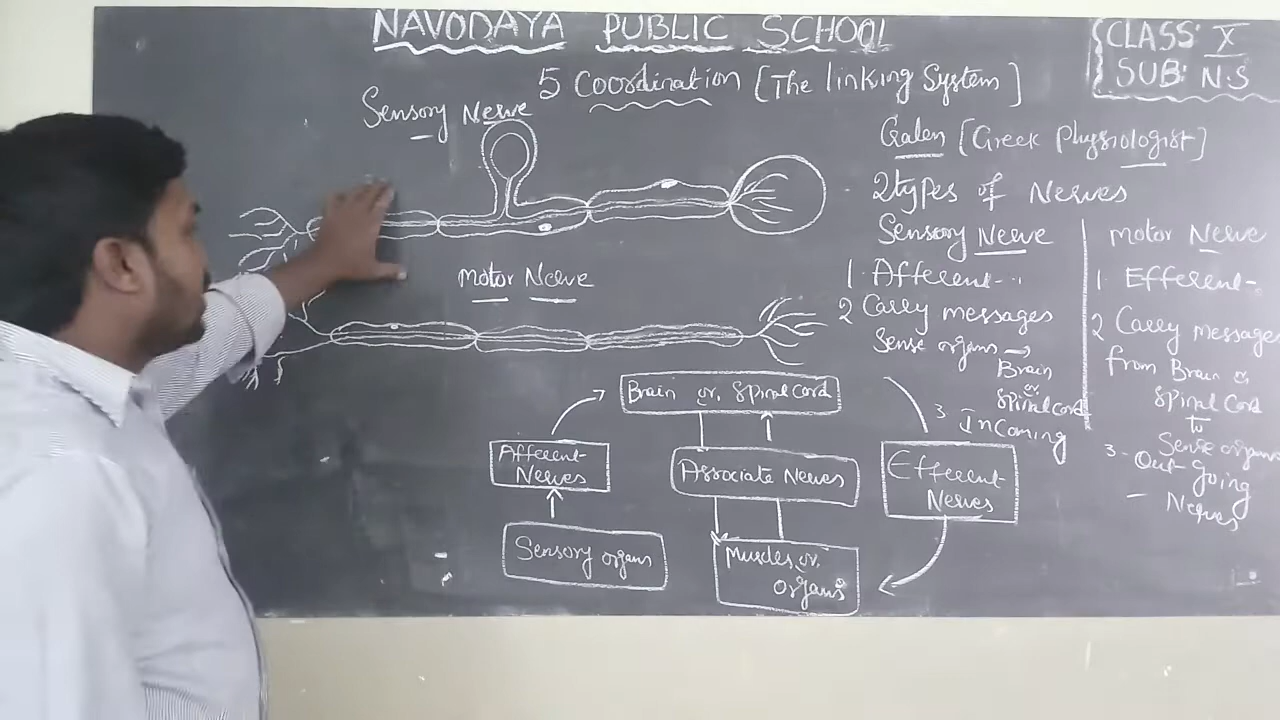 NAVODAYA PUBLIC SCHOOL
CLASS: X
SUB: N.S
5 Coordination [The linking System]
Sensory Nerve
Galen [Greek Physiologist]
2 types of Nerves
Sensory Nerve
1. Afferent
2 Carry messages
Sense organs →
Brain
or
Spinal Cord
3. InComing
Motor Nerve
1. Efferent
2 Carry messages
from Brain or
Spinal Cord
To
Sense organs
3- Out-going
Nerves
Motor Nerve
Brain or, Spinal Cord
Afferent
Nerves
Associate Nerves
Efferent
Nerves
Sensory organs
Muscles or,
organs